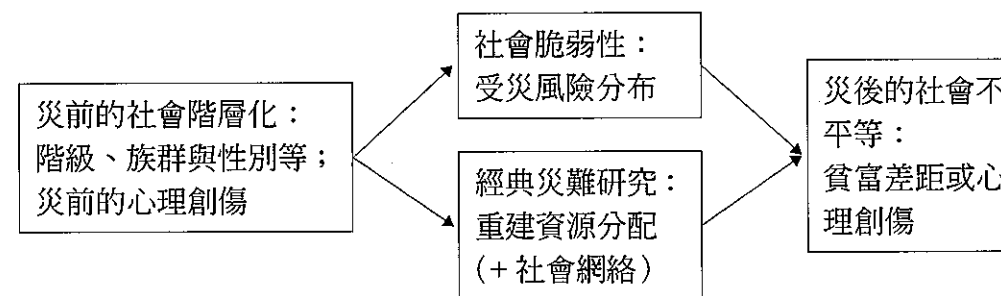 災前的社會階層化：
階級、族群與性別等；
災前的心理創傷
社會脆弱性：
受災風險分布
經典災難研究：
重建資源分配
(+社會網絡)
災後的社會不
平等：
貧富差距或心
理創傷